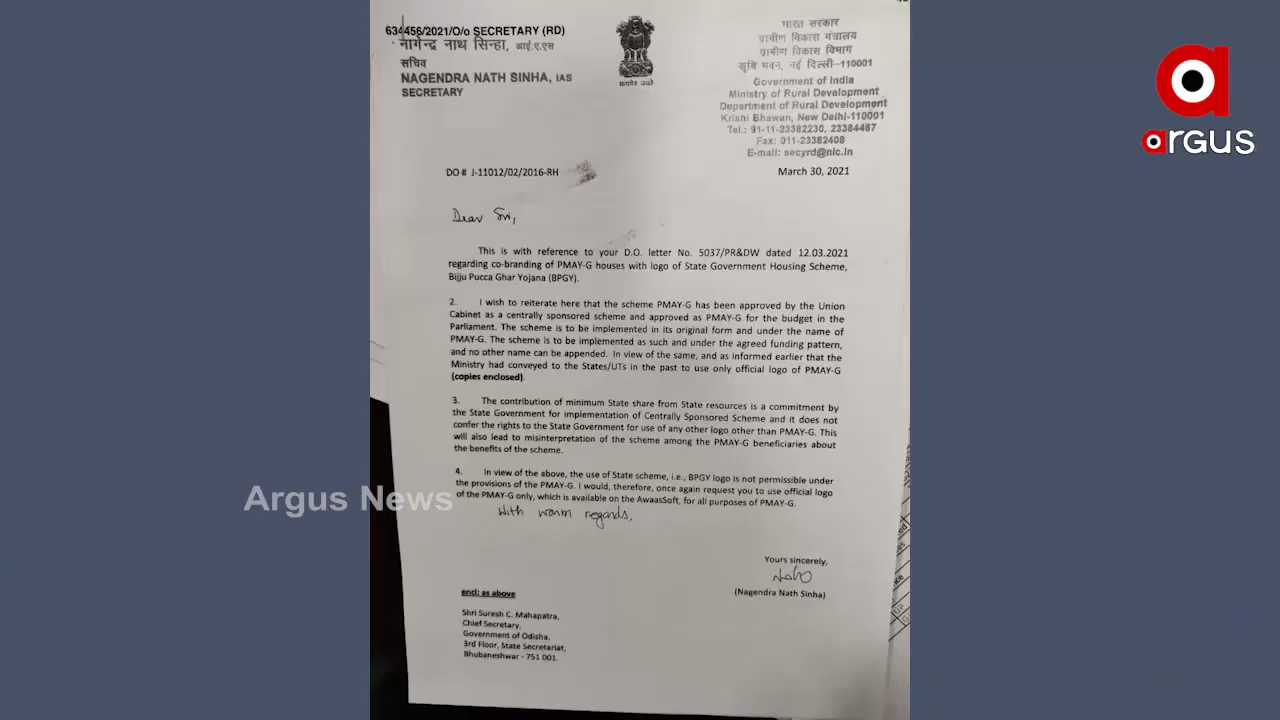 634456/2021/O/o SECRETARY (RD)
नागेन्द्र नाथ सिन्हा, आई.ए.एस
सचिव
NAGENDRA NATH SINHA, IAS
SECRETARY
सत्यमेव जयते
भारत सरकार
ग्रामीण विकास मंत्रालय
ग्रामीण विकास विभाग
कृषि भवन, नई दिल्ली-110001
Government of India
Ministry of Rural Development
Department of Rural Development
Krishi Bhawan, New Delhi-110001
Tel.: 91-11-23382230, 23384467
Fax: 011-23382408
E-mail: secyrd@nic.in
argus
DO # J-11012/02/2016-RH
March 30, 2021
Dear Sri,
This is with reference to your D.O. letter No. 5037/PR&DW dated 12.03.2021
regarding co-branding of PMAY-G houses with logo of State Government Housing Scheme,
Bijju Pucca Ghar Yojana (BPGY).
2. I wish to reiterate here that the scheme PMAY-G has been approved by the Union
Cabinet as a centrally sponsored scheme and approved as PMAY-G for the budget in the
Parliament. The scheme is to be implemented in its original form and under the name of
PMAY-G. The scheme is to be implemented as such and under the agreed funding pattern,
and no other name can be appended. In view of the same, and as informed earlier that the
Ministry had conveyed to the States/UTs in the past to use only official logo of PMAY-G
(copies enclosed).
3. The contribution of minimum State share from State resources is a commitment by
the State Government for implementation of Centrally Sponsored Scheme and it does not
confer the rights to the State Government for use of any other logo other than PMAY-G. This
will also lead to misinterpretation of the scheme among the PMAY-G beneficiaries about
the benefits of the scheme.
4. In view of the above, the use of State scheme, i.e., BPGY logo is not permissible under
the provisions of the PMAY-G. I would, therefore, once again request you to use official logo
of the PMAY-G only, which is available on the AwaasSoft, for all purposes of PMAY-G.
With warm regards,
Argus News
Yours sincerely,
(Nagendra Nath Sinha)
encl: as above
Shri Suresh C. Mahapatra,
Chief Secretary,
Government of Odisha,
3rd Floor, State Secretariat,
Bhubaneshwar - 751 001.